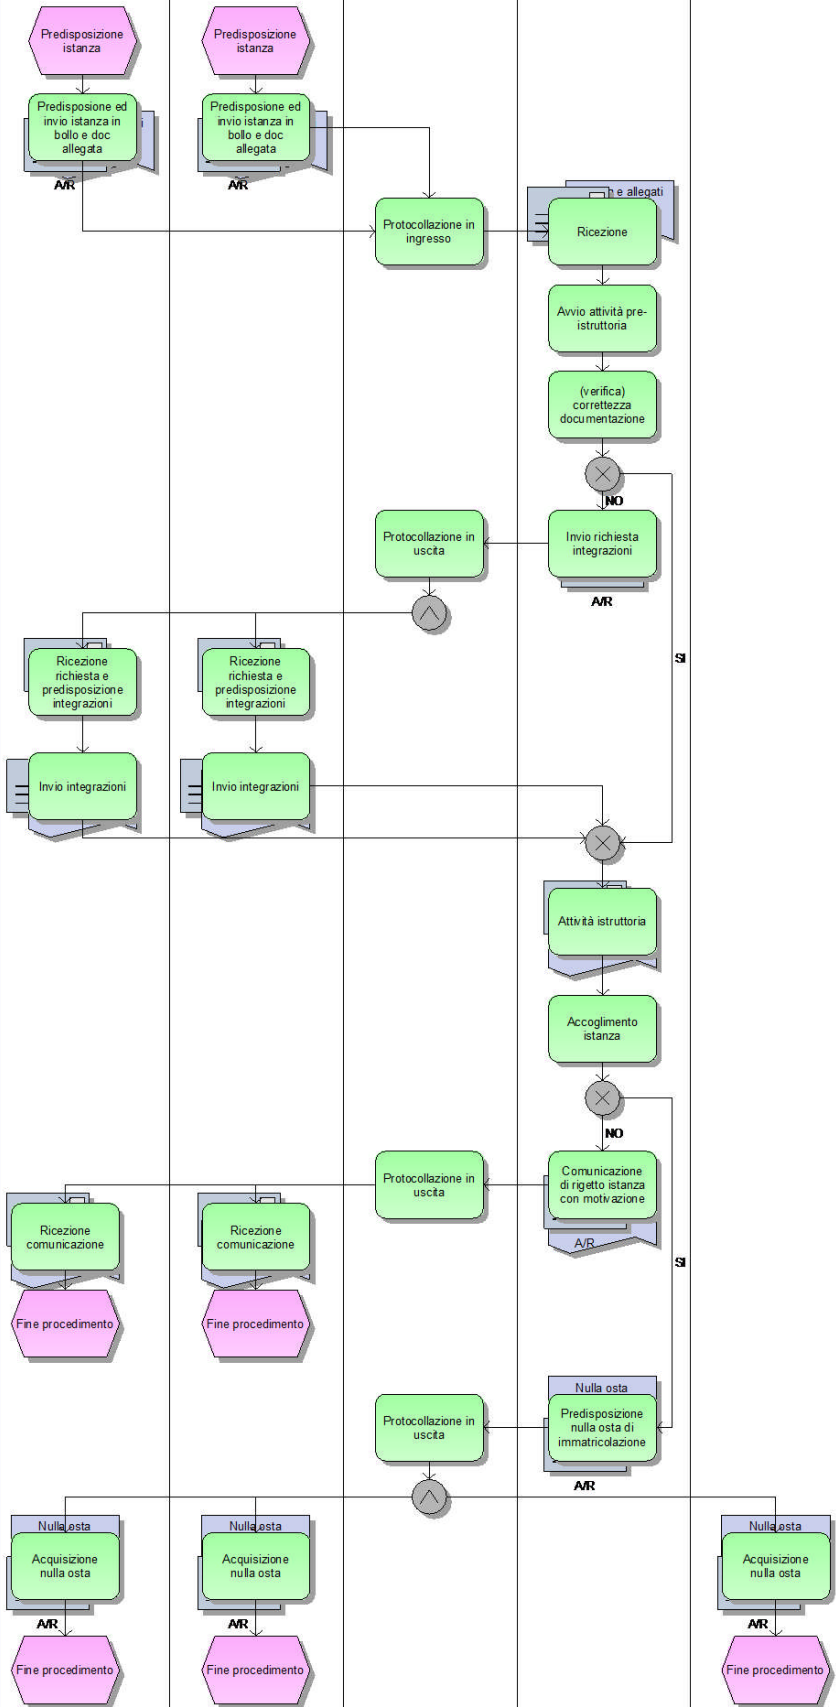 Predisposizione
istanza
Predisposizione
istanza
Predisposione ed
invio istanza in
bollo e doc
allegata
i
A/R
Predisposione ed
invio istanza in
bollo e doc
allegata
A/R
Protocollazione in
ingresso
e allegati
Ricezione
Avvio attività pre-
istruttoria
(verifica)
correttezza
documentazione
NO
Protocollazione in
uscita
Invio richiesta
integrazioni
A/R
SI
Ricezione
richiesta e
predisposizione
integrazioni
Ricezione
richiesta e
predisposizione
integrazioni
Invio integrazioni
Invio integrazioni
Attività istruttoria
Accoglimento
istanza
NO
Protocollazione in
uscita
Comunicazione
di rigetto istanza
con motivazione
A/R
Ricezione
comunicazione
Ricezione
comunicazione
SI
Fine procedimento
Fine procedimento
Nulla osta
Protocollazione in
uscita
Predisposizione
nulla osta di
immatricolazione
A/R
Nulla osta
Acquisizione
nulla osta
A/R
Nulla osta
Acquisizione
nulla osta
A/R
Nulla osta
Acquisizione
nulla osta
A/R
Fine procedimento
Fine procedimento
Fine procedimento